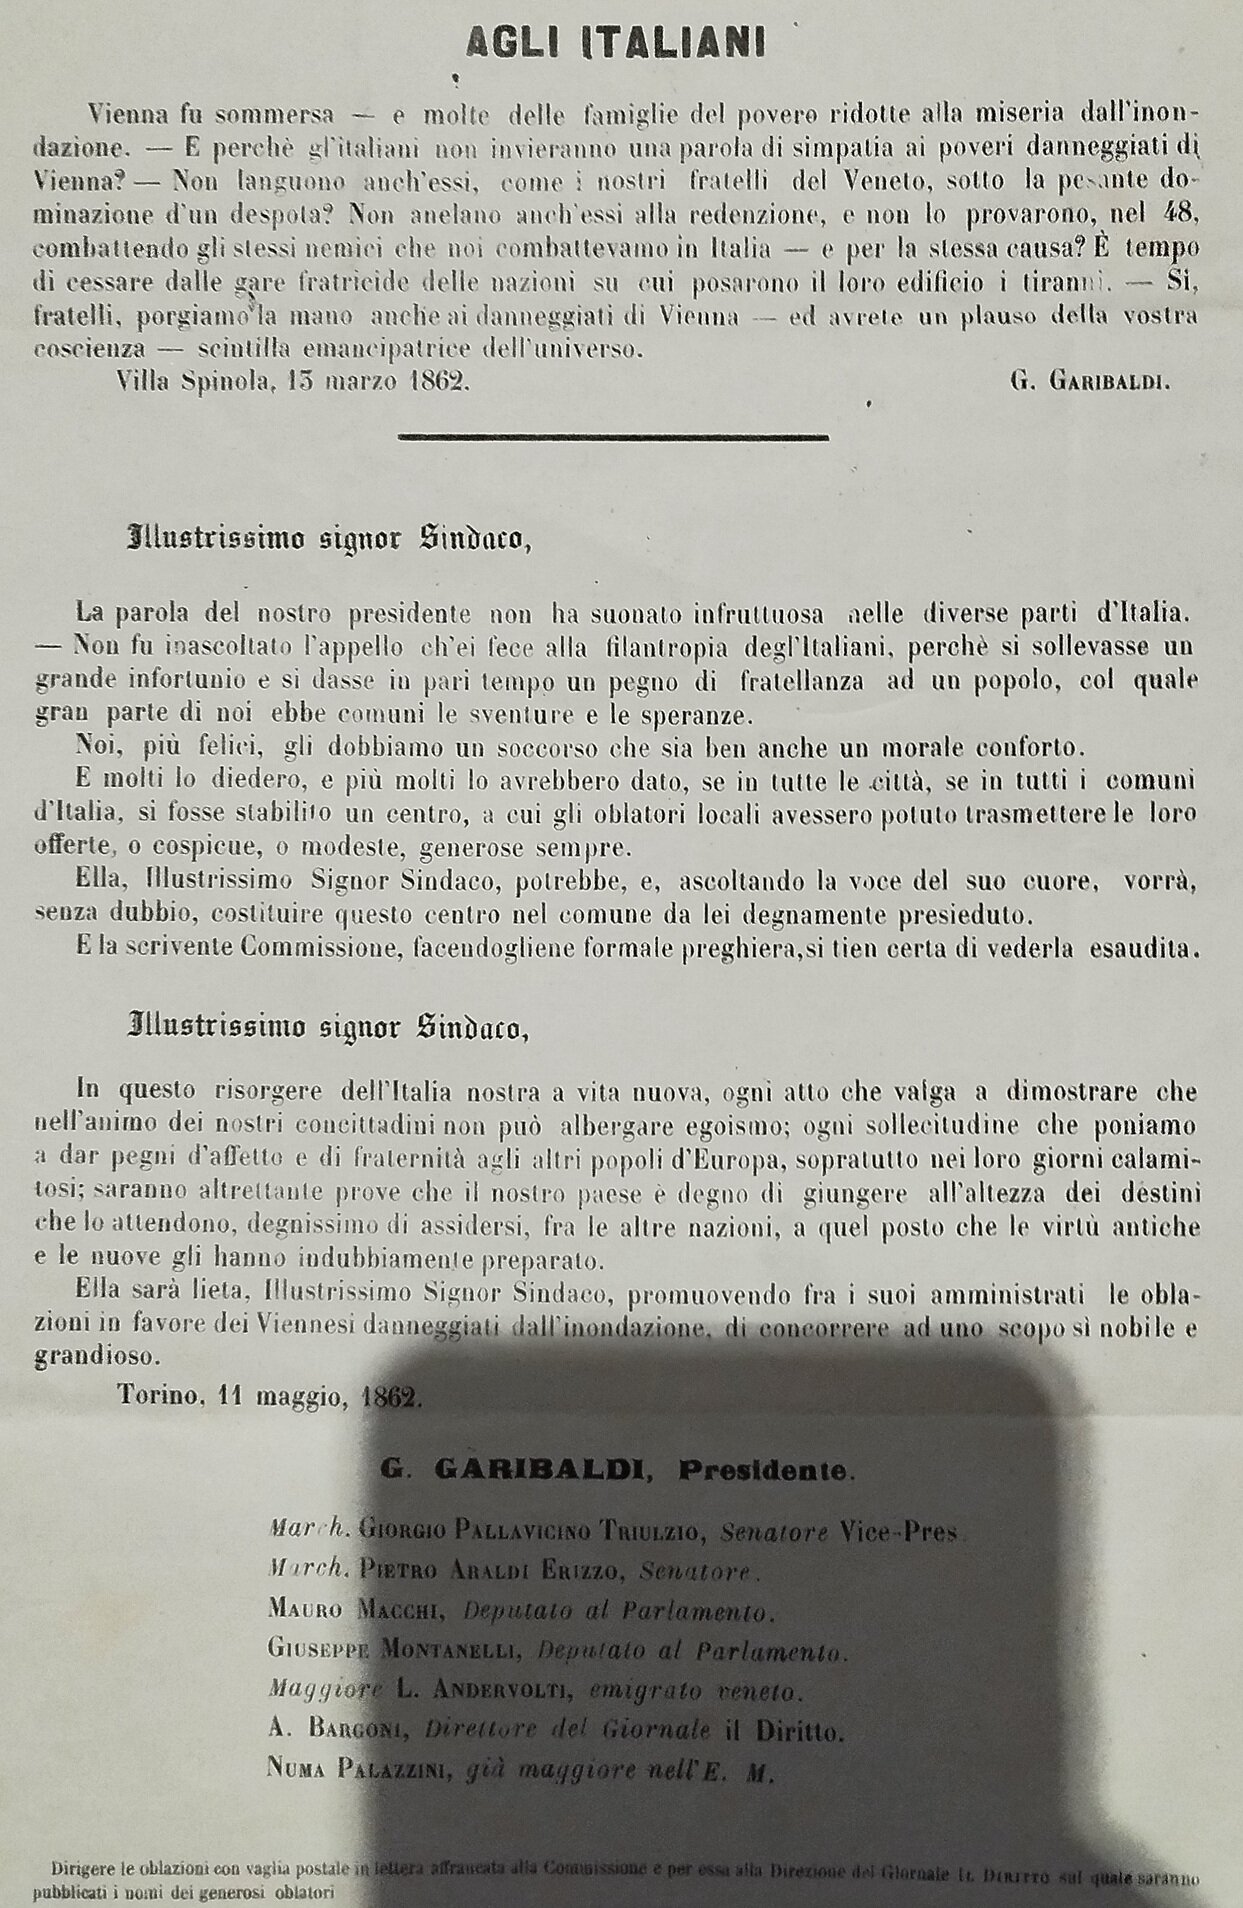 AGLI ITALIANI
Vienna fu sommersa — e molte delle famiglie del povero ridotte alla miseria dall'inon-
dazione. — E perchè gl'italiani non invieranno una parola di simpatia ai poveri danneggiati di
Vienna? — Non languono anch'essi, come i nostri fratelli del Veneto, sotto la pesante do-
minazione d'un despota? Non anelano anch'essi alla redenzione, e non lo provarono, nel 48,
combattendo gli stessi nemici che noi combattevamo in Italia — e per la stessa causa? È tempo
di cessare dalle gare fratricide delle nazioni su cui posarono il loro edificio i tiranni. — Si,
fratelli, porgiamo la mano anche ai danneggiati di Vienna — ed avrete un plauso della vostra
coscienza — scintilla emancipatrice dell'universo.
Villa Spinola, 13 marzo 1862. G. GARIBALDI.
Illustrissimo signor Sindaco,
La parola del nostro presidente non ha suonato infruttuosa nelle diverse parti d'Italia.
— Non fu inascoltato l'appello ch'ei fece alla filantropia degl'Italiani, perchè si sollevasse un
grande infortunio e si dasse in pari tempo un pegno di fratellanza ad un popolo, col quale
gran parte di noi ebbe comuni le sventure e le speranze.
Noi, più felici, gli dobbiamo un soccorso che sia ben anche un morale conforto.
E molti lo diedero, e più molti lo avrebbero dato, se in tutte le città, se in tutti i comuni
d'Italia, si fosse stabilito un centro, a cui gli oblatori locali avessero potuto trasmettere le loro
offerte, o cospicue, o modeste, generose sempre.
Ella, Illustrissimo Signor Sindaco, potrebbe, e, ascoltando la voce del suo cuore, vorrà,
senza dubbio, costituire questo centro nel comune da lei degnamente presieduto.
E la scrivente Commissione, facendogliene formale preghiera, si tien certa di vederla esaudita.
Illustrissimo signor Sindaco,
In questo risorgere dell'Italia nostra a vita nuova, ogni atto che valga a dimostrare che
nell'animo dei nostri concittadini non può albergare egoismo; ogni sollecitudine che poniamo
a dar pegni d'affetto e di fraternità agli altri popoli d'Europa, sopratutto nei loro giorni calami-
tosi; saranno altrettante prove che il nostro paese è degno di giungere all'altezza dei destini
che lo attendono, degnissimo di assidersi, fra le altre nazioni, a quel posto che le virtù antiche
e le nuove gli hanno indubbiamente preparato.
Ella sarà lieta, Illustrissimo Signor Sindaco, promuovendo fra i suoi amministrati le obla-
zioni in favore dei Viennesi danneggiati dall'inondazione, di concorrere ad uno scopo sì nobile e
grandioso.
Torino, 11 maggio, 1862.
G. GARIBALDI, Presidente.
March. GIORGIO PALLAVICINO TRIULZIO, Senatore Vice-Pres.
March. PIETRO ARALDI ERIZZO, Senatore.
MAURO MACCHI, Deputato al Parlamento.
GIUSEPPE MONTANELLI, Deputato al Parlamento.
Maggiore L. ANDERVOLTI, emigrato veneto.
A. BARGONI, Direttore del Giornale il Diritto.
NUMA PALAZZINI, già maggiore nell'E. M.
Dirigere le oblazioni con vaglia postale in lettera affrancata alla Commissione e per essa alla Direzione del Giornale IL DIRITTO sul quale saranno
pubblicati i nomi dei generosi oblatori